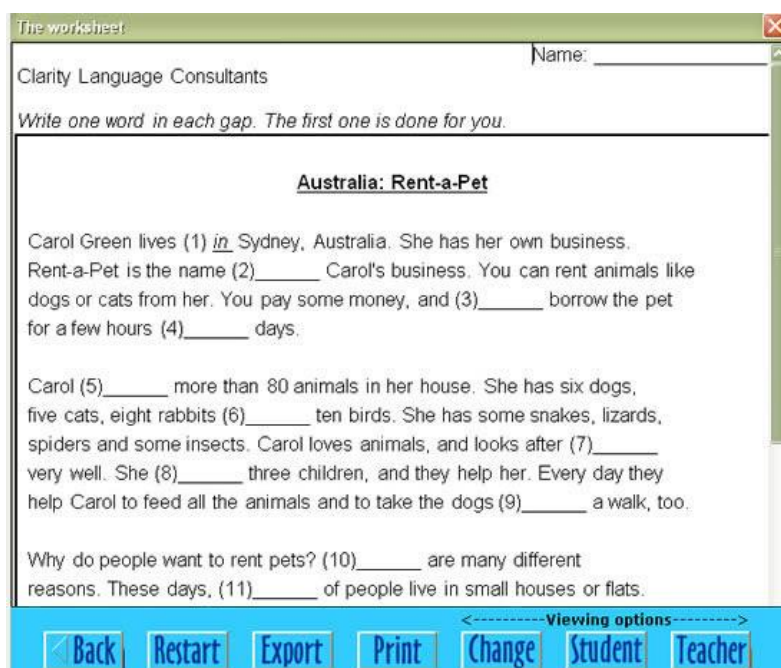 The worksheet
Name: ____________________
Clarity Language Consultants
Write one word in each gap. The first one is done for you.
Australia: Rent-a-Pet
Carol Green lives (1) in Sydney, Australia. She has her own business.
Rent-a-Pet is the name (2)______ Carol's business. You can rent animals like
dogs or cats from her. You pay some money, and (3)______ borrow the pet
for a few hours (4)______ days.
Carol (5)______ more than 80 animals in her house. She has six dogs,
five cats, eight rabbits (6)______ ten birds. She has some snakes, lizards,
spiders and some insects. Carol loves animals, and looks after (7)______
very well. She (8)______ three children, and they help her. Every day they
help Carol to feed all the animals and to take the dogs (9)______ a walk, too.
Why do people want to rent pets? (10)______ are many different
reasons. These days, (11)______ of people live in small houses or flats.
<----------Viewing options--------->
Back Restart Export Print Change Student Teacher